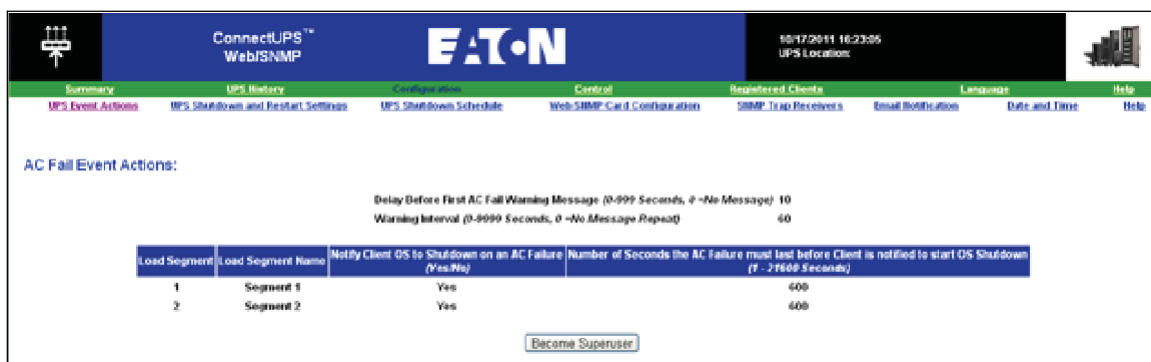 ConnectUPS™
Web/SNMP
EATON
10/17/2011 16:23:05
UPS Location:
Summary UPS History Configuration Control Registered Clients Language Help
UPS Event Actions UPS Shutdown and Restart Settings UPS Shutdown Schedule Web/SNMP Card Configuration SNMP Trap Receivers Email Notification Date and Time Help
AC Fail Event Actions:
Delay Before First AC Fail Warning Message (0-999 Seconds, 0 =No Message) 10
Warning Interval (0-9999 Seconds, 0 =No Message Repeat) 60
Load Segment Load Segment Name Notify Client OS to Shutdown on an AC Failure (Yes/No) Number of Seconds the AC Failure must last before Client is notified to start OS Shutdown (1 - 21600 Seconds)
1 Segment 1 Yes 600
2 Segment 2 Yes 600
Become Superuser